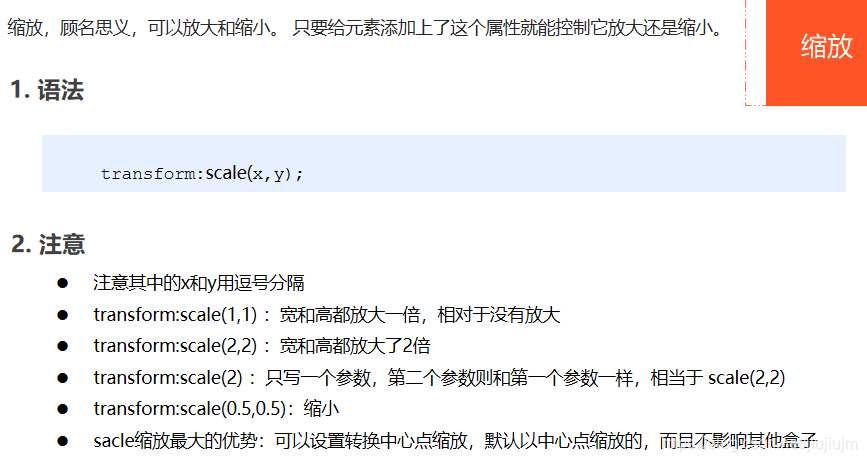 缩放，顾名思义，可以放大和缩小。 只要给元素添加上了这个属性就能控制它放大还是缩小。
缩放
1. 语法
transform:scale(x,y);
2. 注意
● 注意其中的x和y用逗号分隔
● transform:scale(1,1) ：宽和高都放大一倍，相对于没有放大
● transform:scale(2,2) ：宽和高都放大了2倍
● transform:scale(2) ：只写一个参数，第二个参数则和第一个参数一样，相当于 scale(2,2)
● transform:scale(0.5,0.5)：缩小
● sacle缩放最大的优势：可以设置转换中心点缩放，默认以中心点缩放的，而且不影响其他盒子